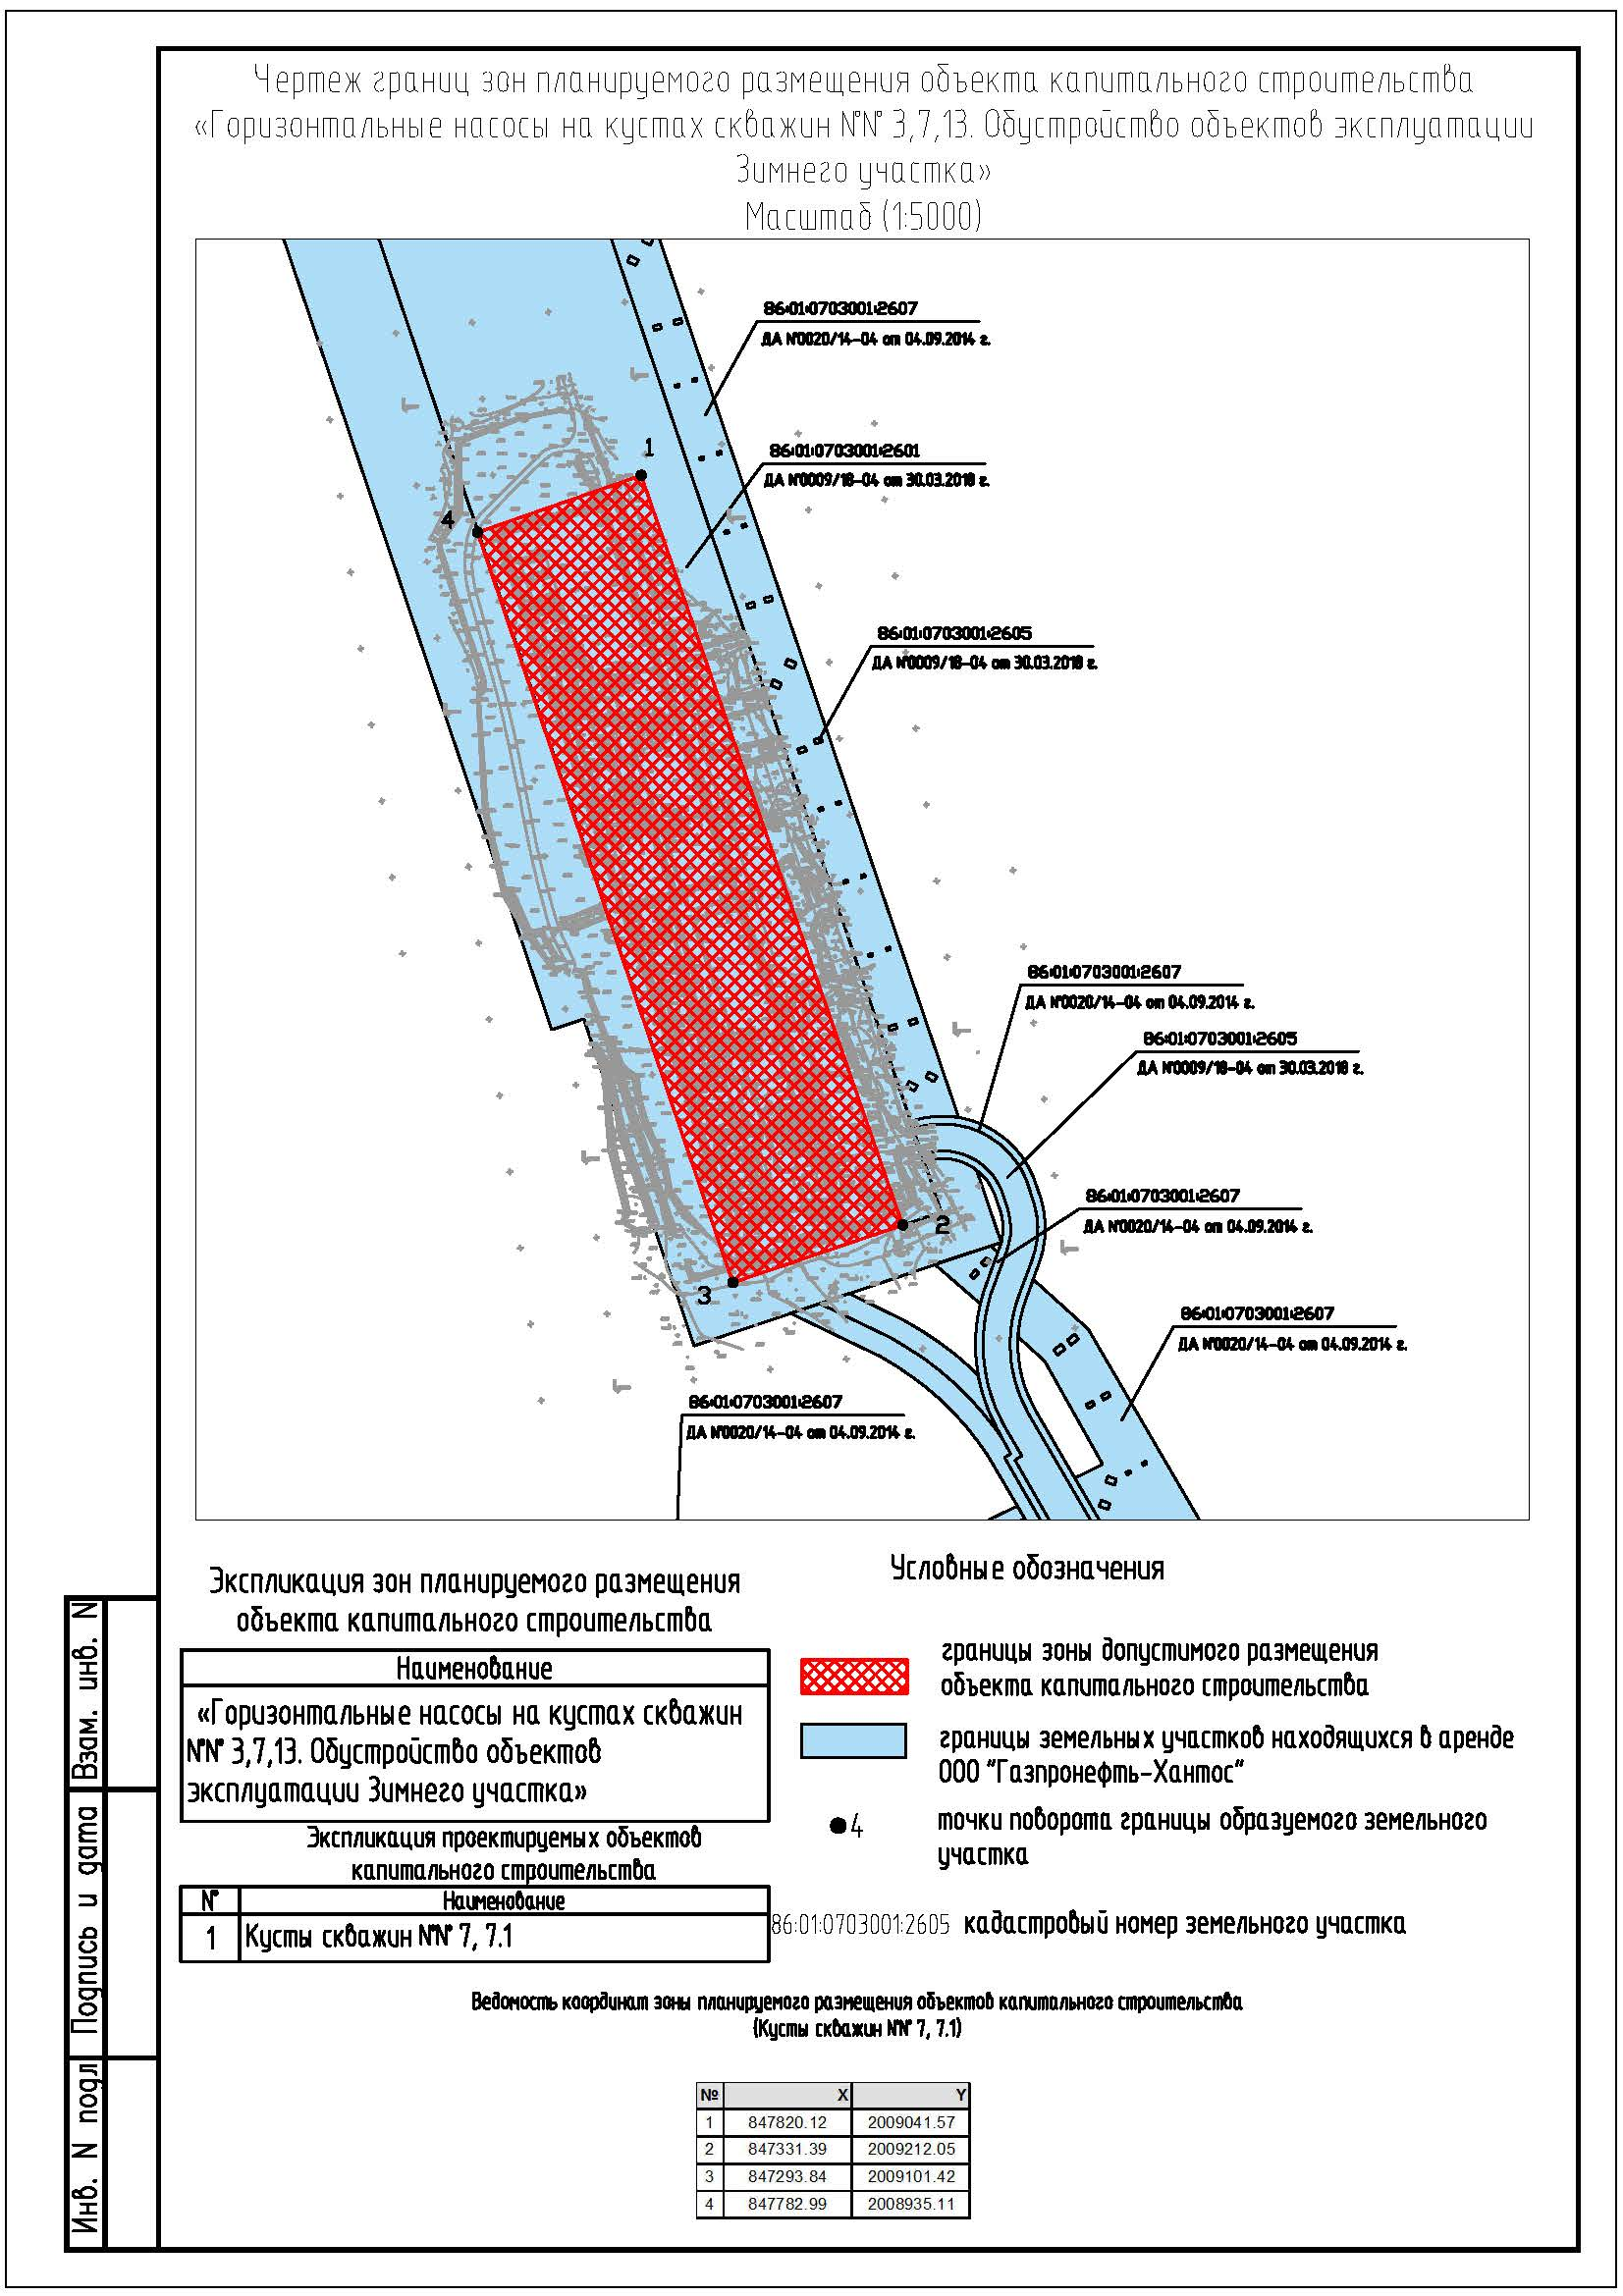 Чертеж границ зон планируемого размещения объекта капитального строительства
«Горизонтальные насосы на кустах скважин №№ 3,7,13. Обустройство объектов эксплуатации
Зимнего участка»
Масштаб (1:5000)
86:01:0703001:2607
ДА №0020/14-04 от 04.09.2014 г.
1
86:01:0703001:2601
ДА №0009/18-04 от 30.03.2018 г.
4
86:01:0703001:2605
ДА №0009/18-04 от 30.03.2018 г.
86:01:0703001:2607
ДА №0020/14-04 от 04.09.2014 г.
86:01:0703001:2605
ДА №0009/18-04 от 30.03.2018 г.
86:01:0703001:2607
ДА №0020/14-04 от 04.09.2014 г.
2
3
86:01:0703001:2607
ДА №0020/14-04 от 04.09.2014 г.
86:01:0703001:2607
ДА №0020/14-04 от 04.09.2014 г.
Экспликация зон планируемого размещения
объекта капитального строительства
Наименование
«Горизонтальные насосы на кустах скважин
№№ 3,7,13. Обустройство объектов
эксплуатации Зимнего участка»
Экспликация проектируемых объектов
капитального строительства
№ Наименование
1 Кусты скважин №№ 7, 7.1
Условные обозначения
границы зоны допустимого размещения
объекта капитального строительства
границы земельных участков находящихся в аренде
ООО "Газпронефть-Хантос"
4 точки поворота границы образуемого земельного
участка
86:01:0703001:2605 кадастровый номер земельного участка
Ведомость координат зоны планируемого размещения объектов капитального строительства
(Кусты скважин №№ 7, 7.1)
№ X Y
1 847820.12 2009041.57
2 847331.39 2009212.05
3 847293.84 2009101.42
4 847782.99 2008935.11
Взам. инв. N
Подпись и дата
Инв. N подл